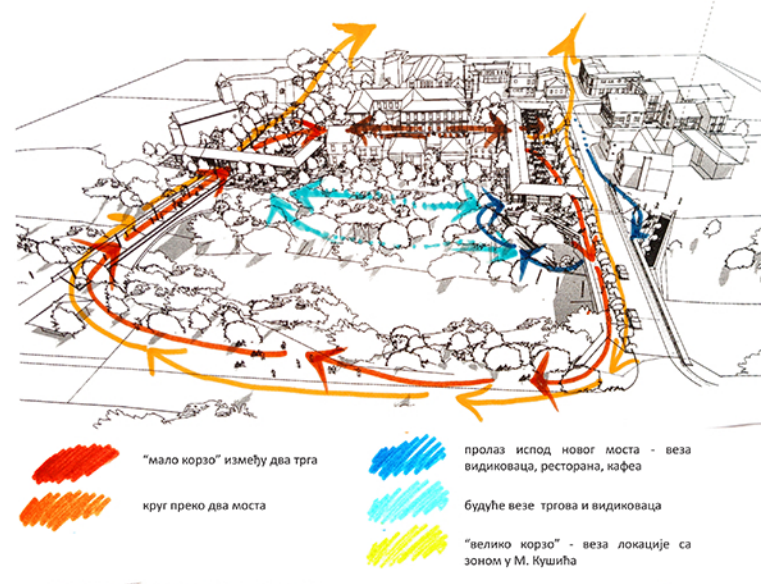 “мало корзо” између два трга
круг преко два моста
пролаз испод новог моста - веза
видиковаца, ресторана, кафеа
будуће везе тргова и видиковаца
“велико корзо” - веза локације са
зоном у М. Кушића